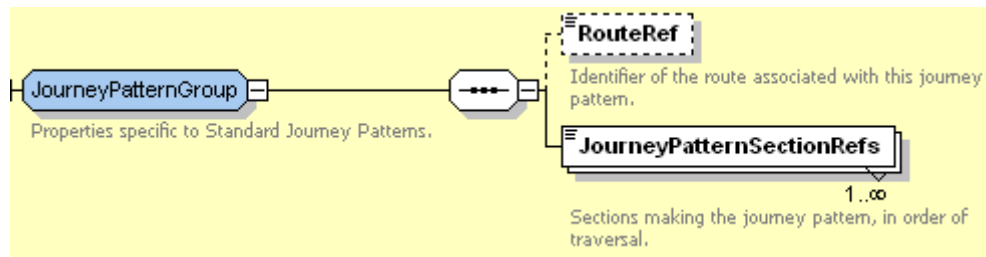 RouteRef
Identifier of the route associated with this journey
pattern.
JourneyPatternGroup
Properties specific to Standard Journey Patterns.
JourneyPatternSectionRefs
1..∞
Sections making the journey pattern, in order of
traversal.